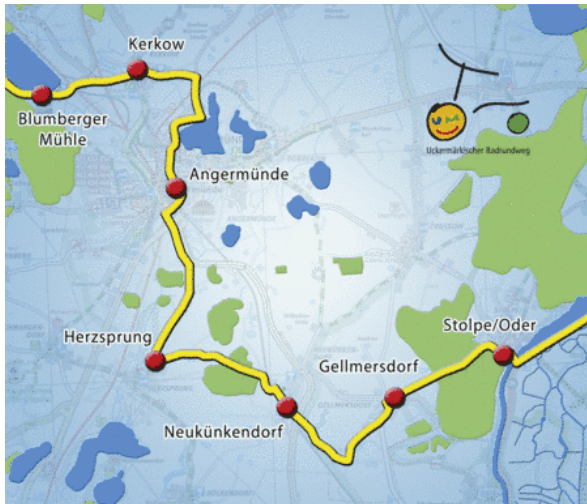 Kerkow
Blumberger
Mühle
Uckermärkischer Radrundweg
Angermünde
Herzsprung
Stolpe/Oder
Gellmersdorf
Neukünkendorf